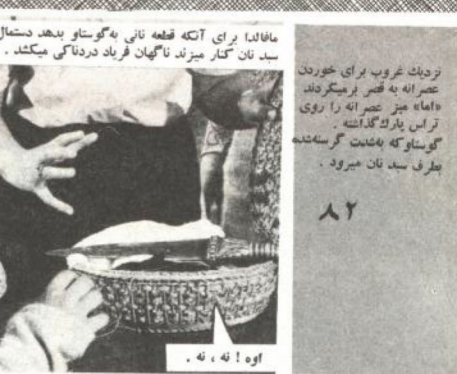 نزدیك غروب برای خوردن
عصرانه به قصر برمیگردند
«اما» میز عصرانه را روی
تراس پارك گذاشته .
گوستاو که بشدت گرسنه شده
بطرف سبد نان میرود .
۸۲
مافالدا برای آنکه قطعه نانی به گوستاو بدهد دستمال
سبد نان کنار میزند ناگهان فریاد دردناکی میکشد .
اوه ! نه ، نه .